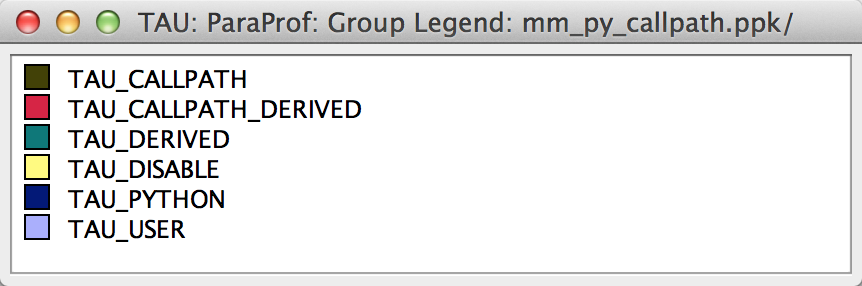 TAU: ParaProf: Group Legend: mm_py_callpath.ppk/
TAU_CALLPATH
TAU_CALLPATH_DERIVED
TAU_DERIVED
TAU_DISABLE
TAU_PYTHON
TAU_USER